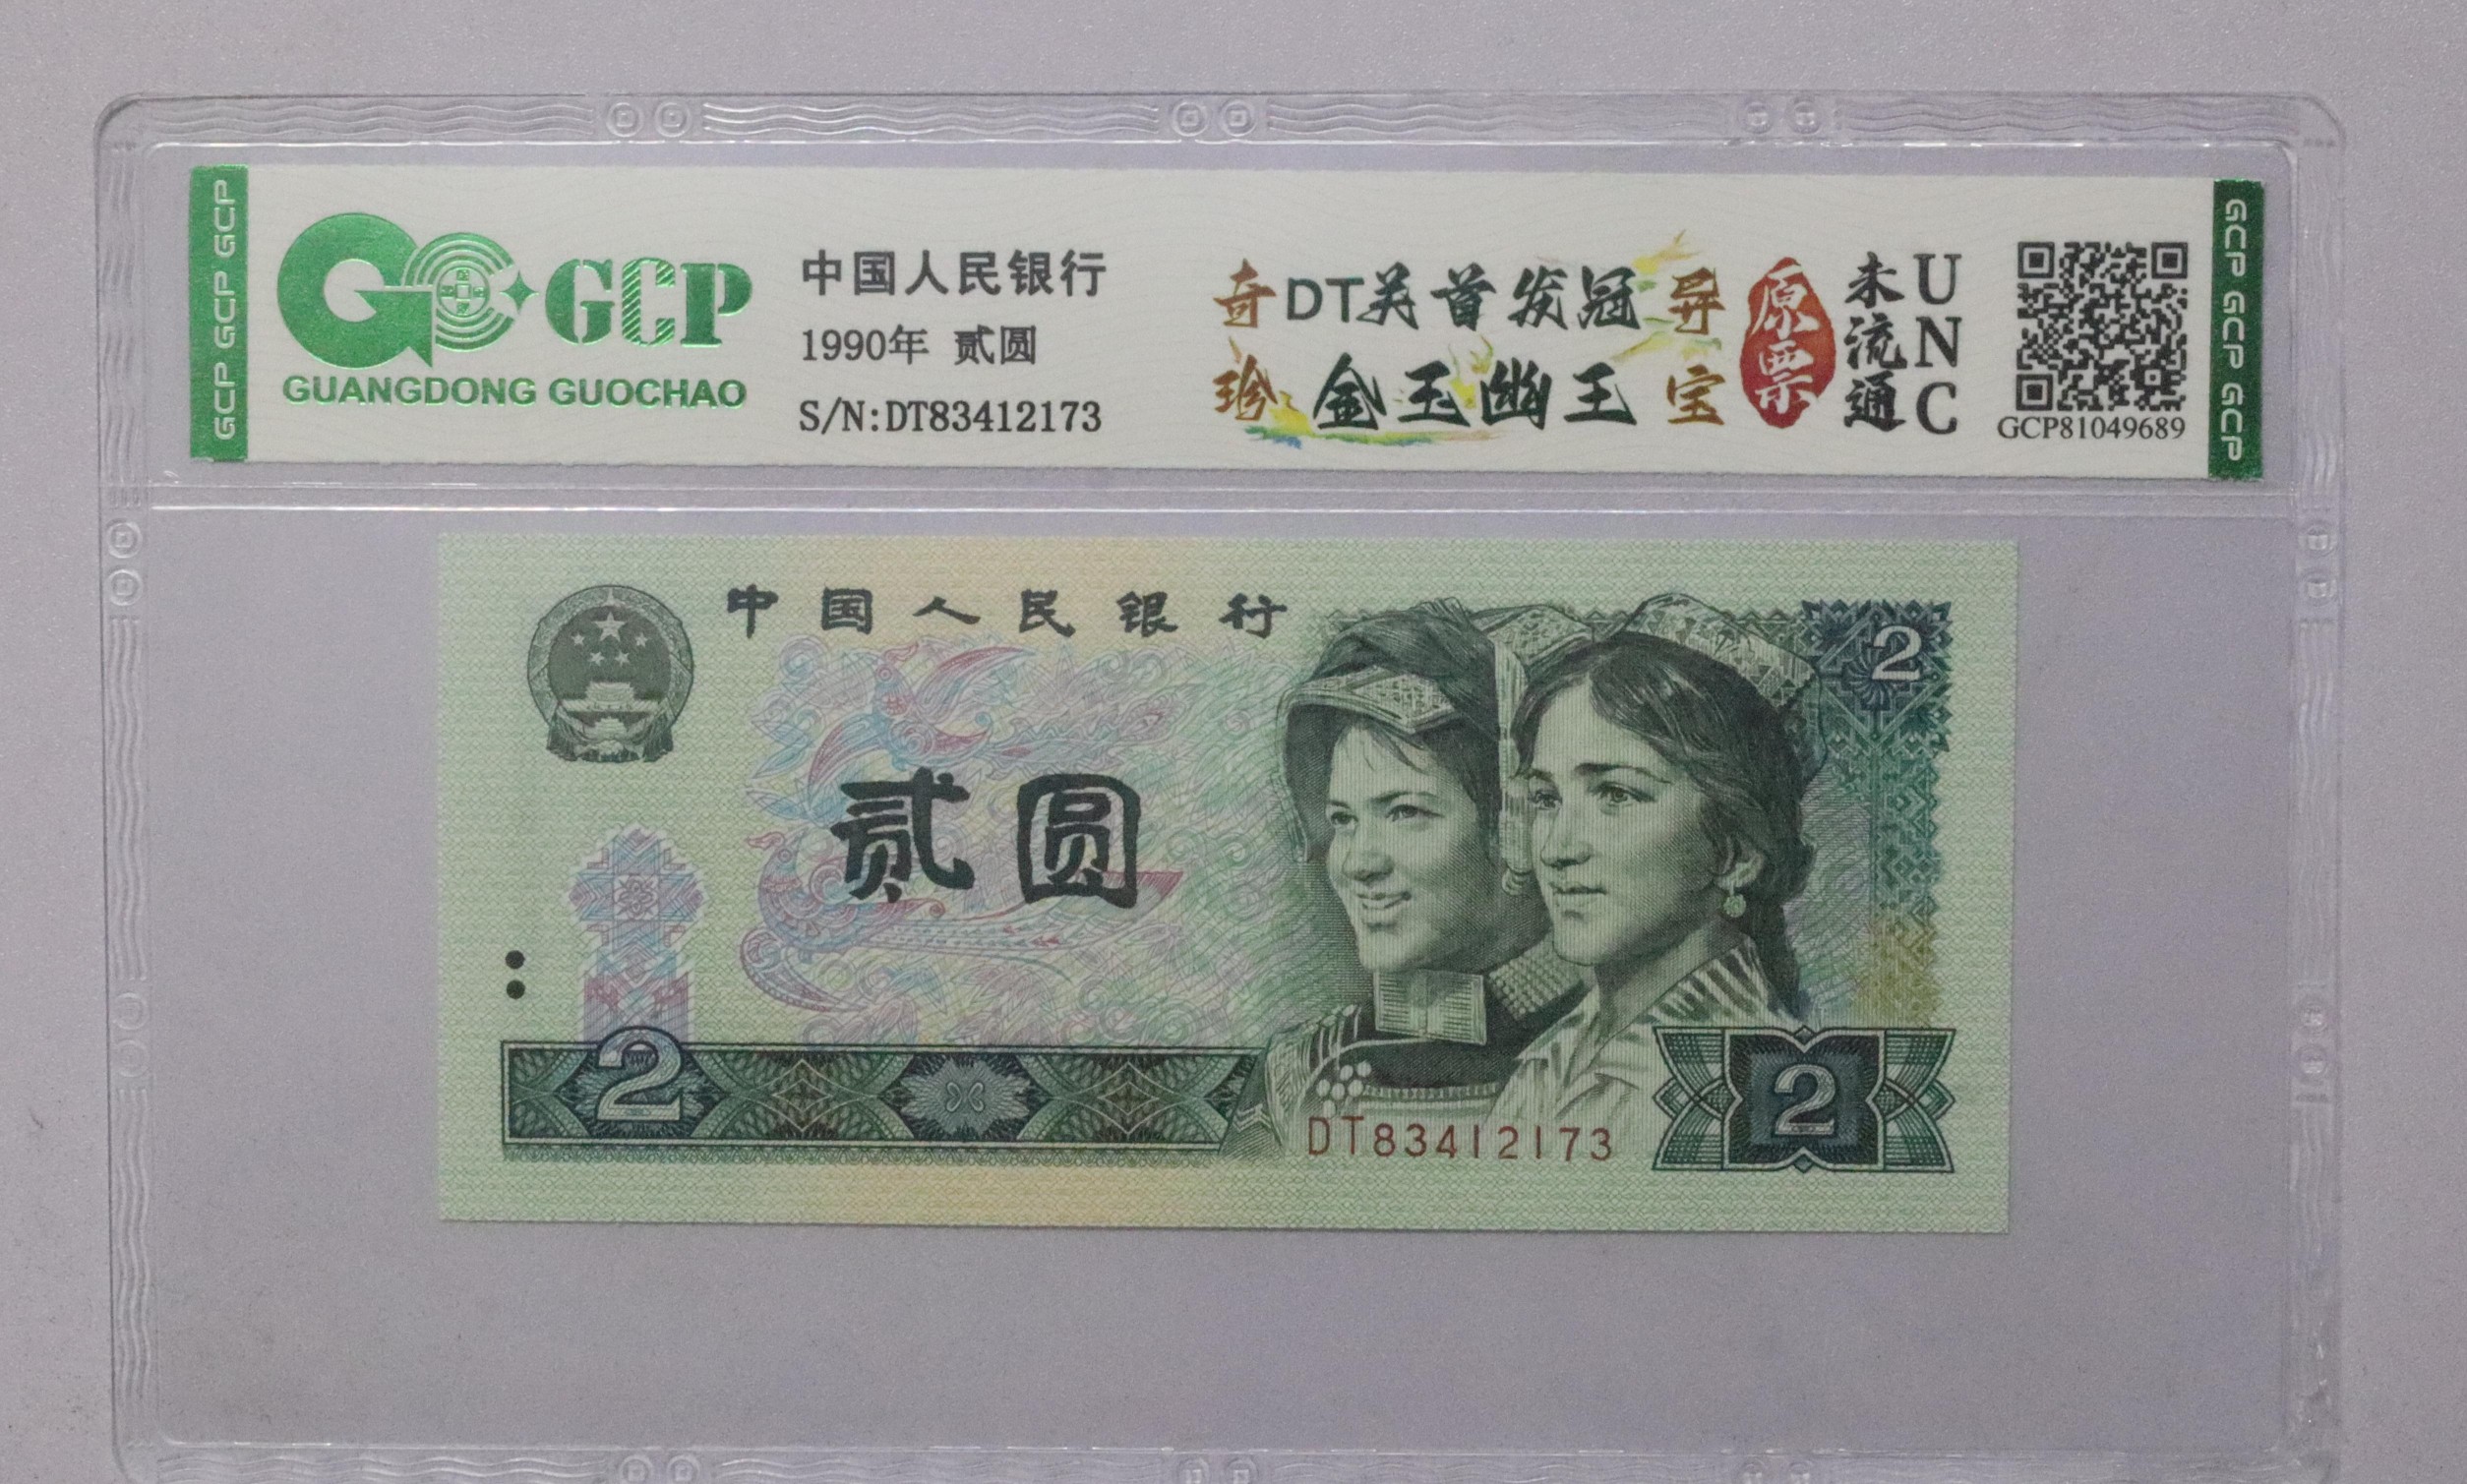 GCP GCP GCP
GCP
GUANGDONG GUOCHAO
中国人民银行
1990年 贰圆
S/N:DT83412173
奇珍
DT关首发冠
金玉幽王
异宝
原票
未流通
UNC
GCP81049689
GCP GCP GCP
中国人民银行
2
贰圆
2
DT83412173
2